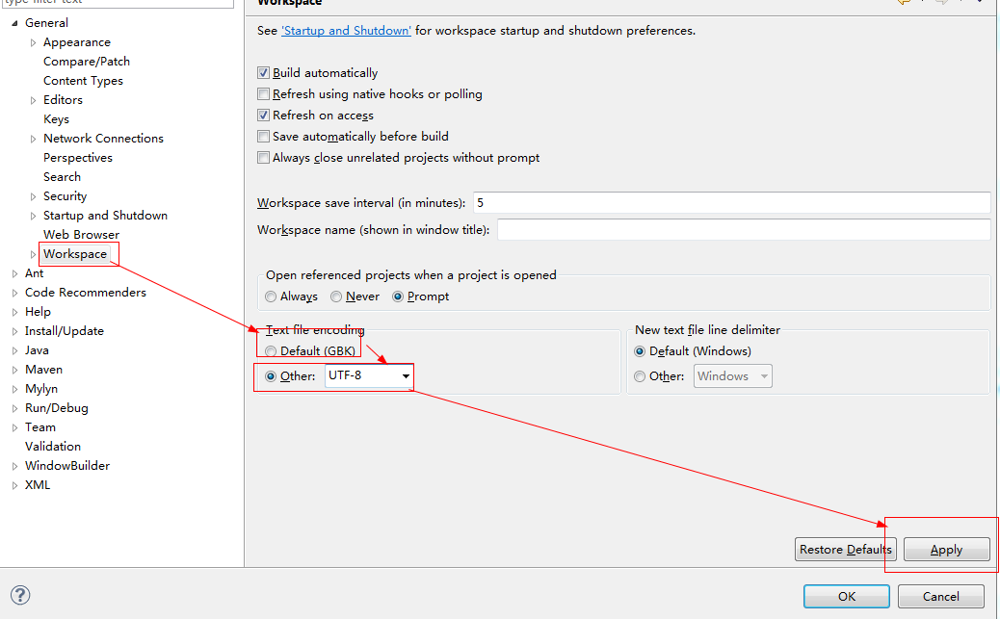 type filter text
General
Appearance
Compare/Patch
Content Types
Editors
Keys
Network Connections
Perspectives
Search
Security
Startup and Shutdown
Web Browser
Workspace
Ant
Code Recommenders
Help
Install/Update
Java
Maven
Mylyn
Run/Debug
Team
Validation
WindowBuilder
XML
Workspace
See 'Startup and Shutdown' for workspace startup and shutdown preferences.
Build automatically
Refresh using native hooks or polling
Refresh on access
Save automatically before build
Always close unrelated projects without prompt
Workspace save interval (in minutes): 5
Workspace name (shown in window title):
Open referenced projects when a project is opened
Always Never Prompt
Text file encoding
Default (GBK)
Other: UTF-8
New text file line delimiter
Default (Windows)
Other: Windows
Restore Defaults Apply
? OK Cancel